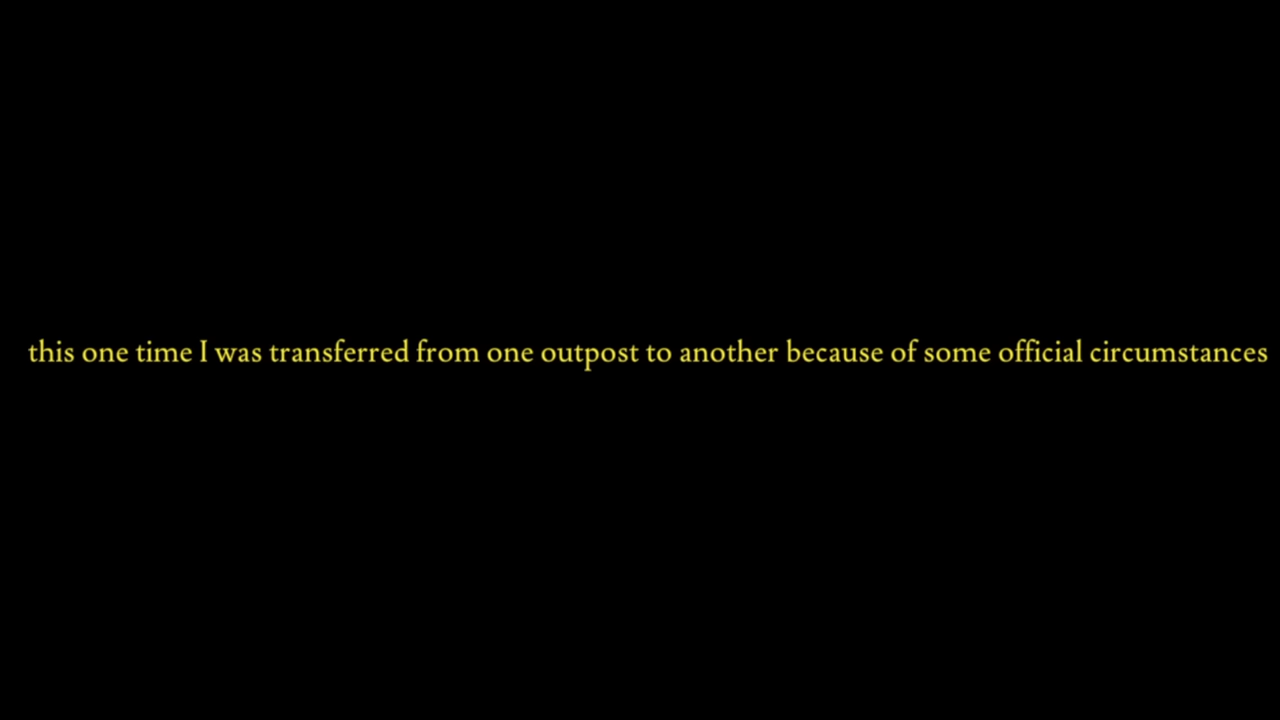 this one time I was transferred from one outpost to another because of some official circumstances